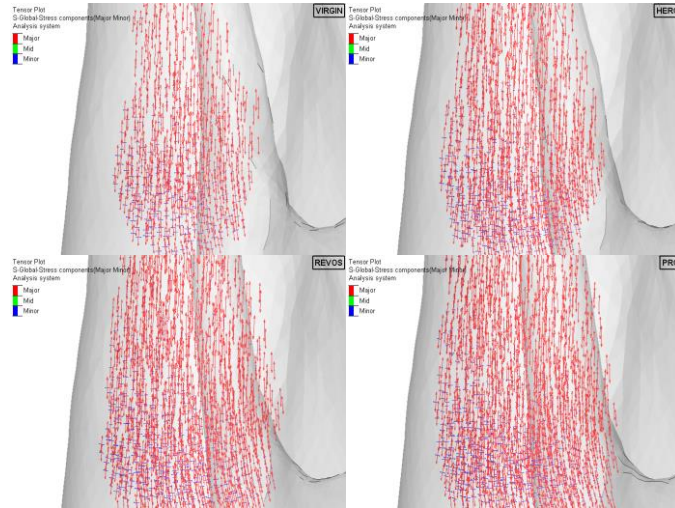 Tensor Plot
S-Global-Stress components(Major Minor)
Analysis system
Major
Mid
Minor
VIRGIN
Tensor Plot
S-Global-Stress components(Major Minor)
Analysis system
Major
Mid
Minor
HERO
Tensor Plot
S-Global-Stress components(Major Minor)
Analysis system
Major
Mid
Minor
REVOS
Tensor Plot
S-Global-Stress components(Major Minor)
Analysis system
Major
Mid
Minor